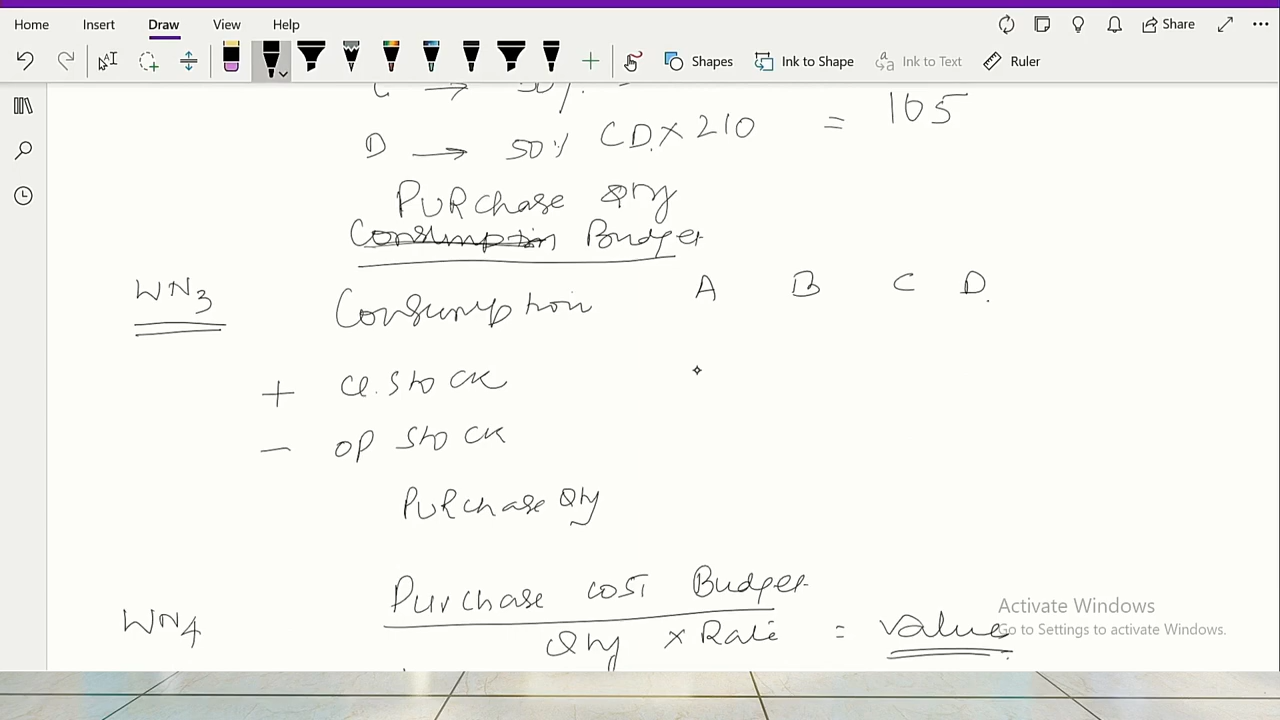 Home Insert Draw View Help Share
Shapes Ink to Shape Ink to Text Ruler
C → 50%
D → 50% CD × 210 = 105
Purchase Qty
Consumption Budget
WN3 Consumption A B C D.
+ Cl. Stock
- OP Stock
Purchase Qty
WN4 Purchase Cost Budget
Qty × Rate = Value
Activate Windows
Go to Settings to activate Windows.